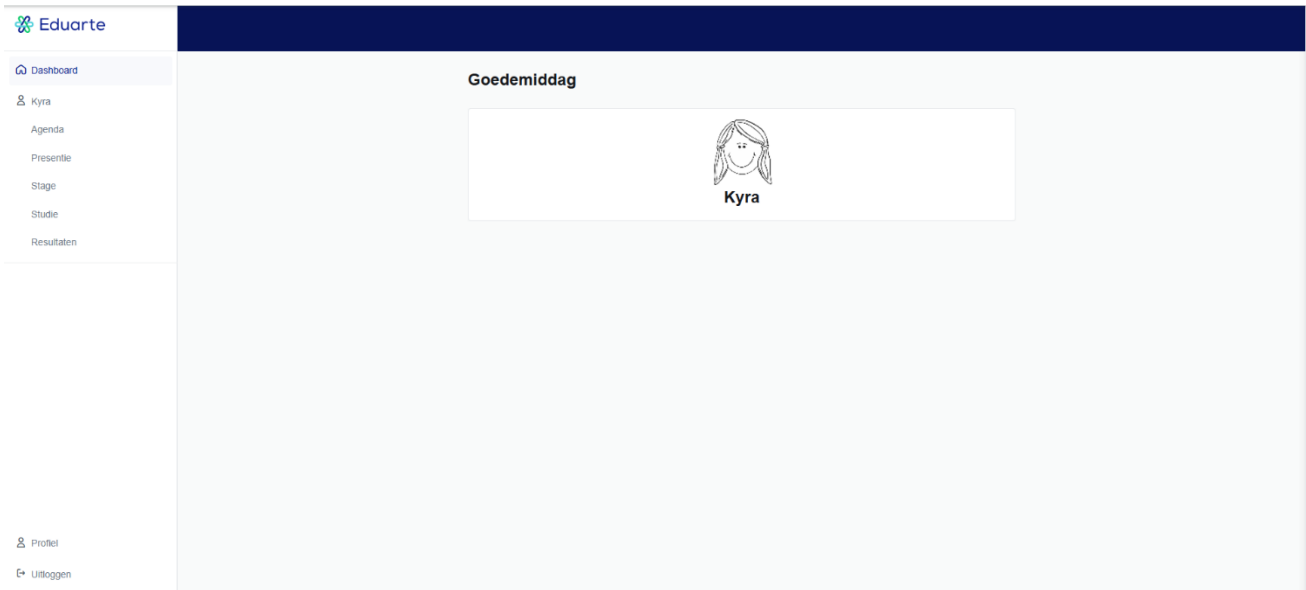 Eduarte
Dashboard
Kyra
Agenda
Presentie
Stage
Studie
Resultaten
Profiel
Uitloggen
Goedemiddag
Kyra